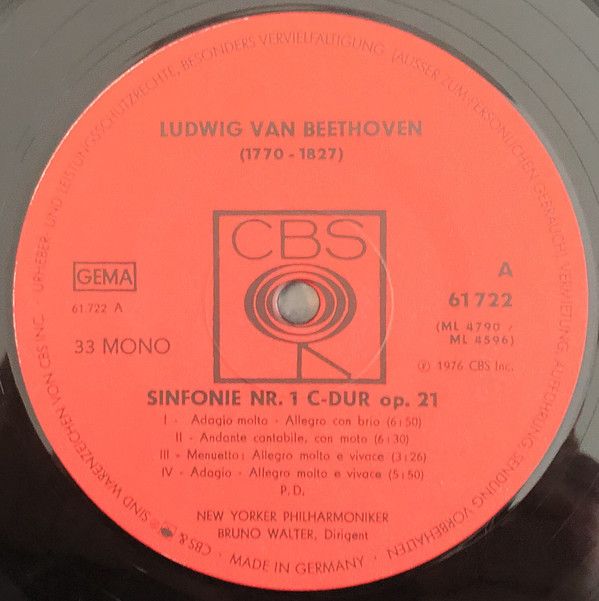 URHEBER- UND LEISTUNGSSCHUTZRECHTE, BESONDERS VERVIELFÄLTIGUNG (AUSSER ZUM PERSÖNLICHEN GEBRAUCH), VERMIETUNG, AUFFÜHRUNG, SENDUNG VORBEHALTEN
LUDWIG VAN BEETHOVEN
(1770 - 1827)
CBS
GEMA
61.722 A
33 MONO
A
61 722
(ML 4790 /
ML 4596)
℗ 1976 CBS Inc.
SINFONIE NR. 1 C-DUR op. 21
I - Adagio molto - Allegro con brio (6:50)
II - Andante cantabile, con moto (6:30)
III - Menuetto: Allegro molto e vivace (3:26)
IV - Adagio - Allegro molto e vivace (5:50)
P.D.
NEW YORKER PHILHARMONIKER
BRUNO WALTER, Dirigent
· MADE IN GERMANY ·
CBS & ® SIND WARENZEICHEN VON CBS INC.